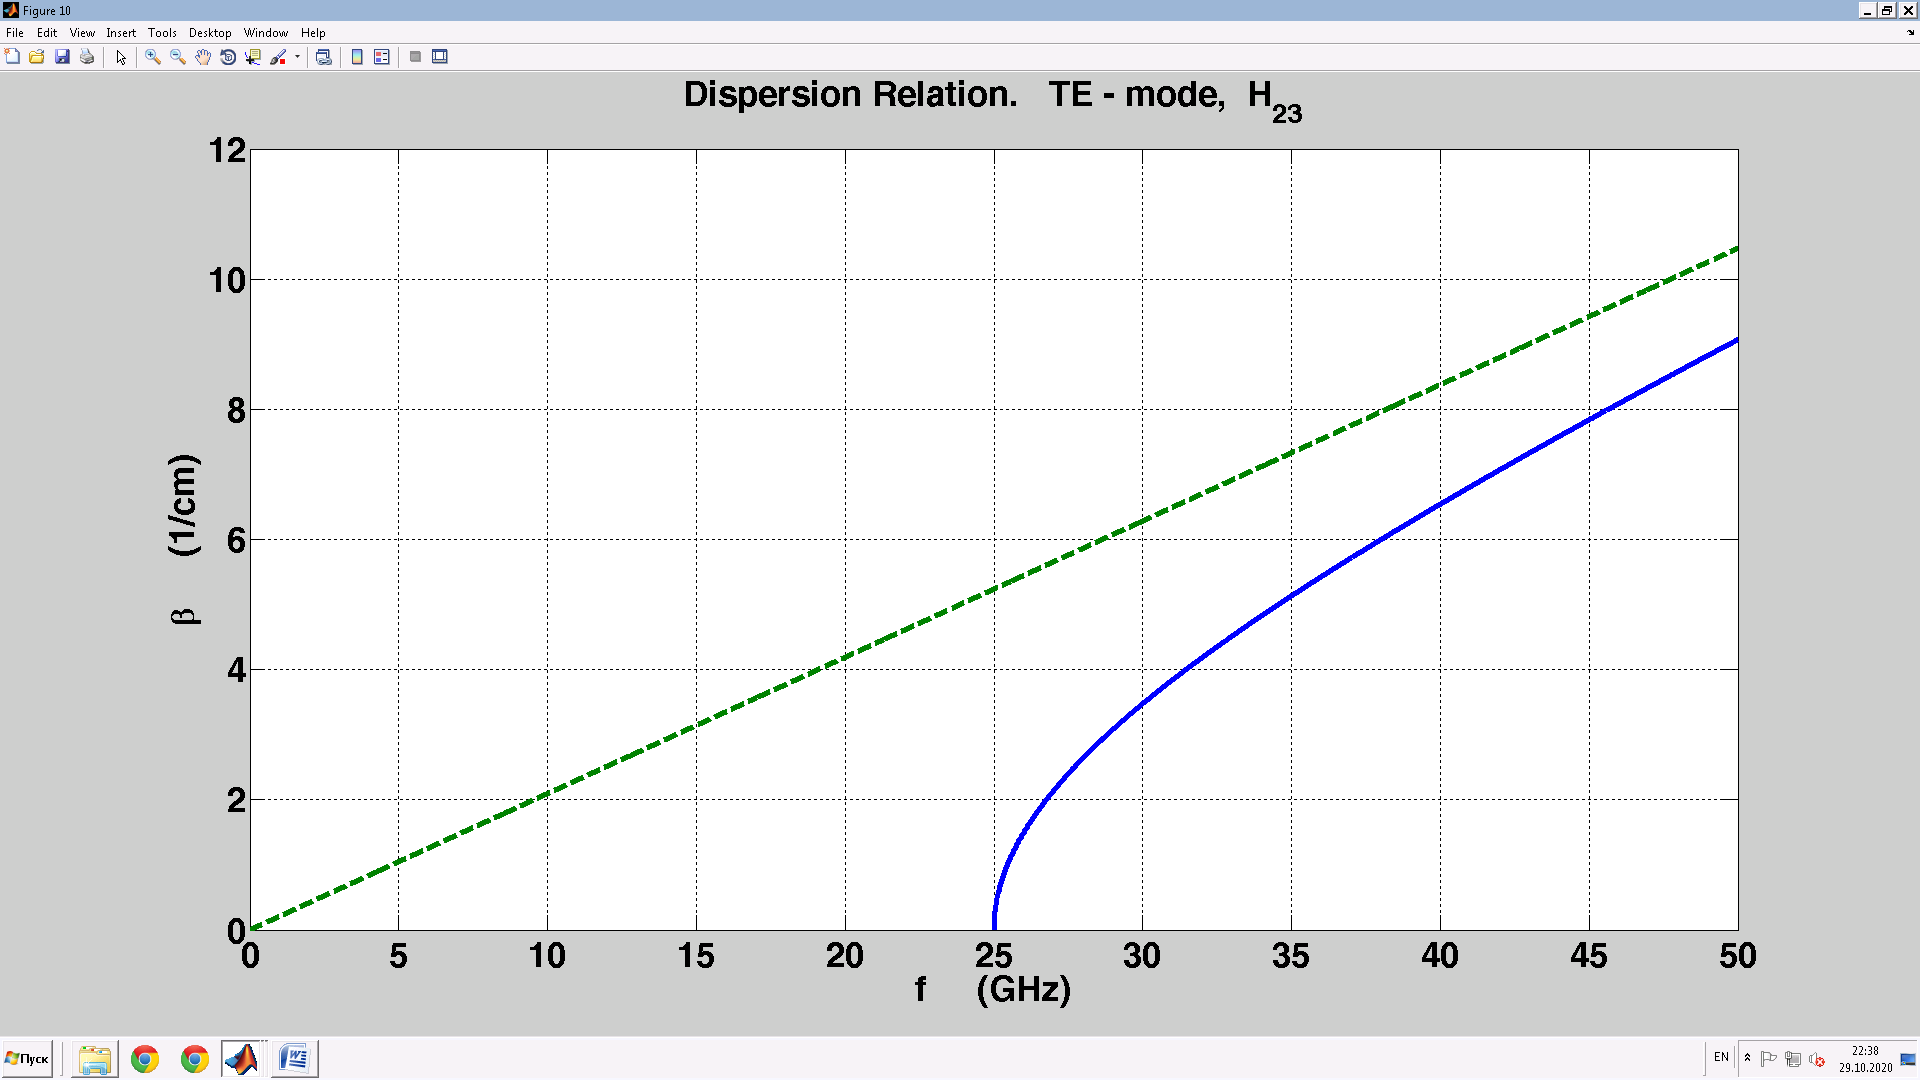 Figure 10
File Edit View Insert Tools Desktop Window Help
Dispersion Relation. TE - mode, H23
12
10
8
6
4
2
0
β (1/cm)
0 5 10 15 20 25 30 35 40 45 50
f (GHz)
Пуск
EN
22:38
29.10.2020